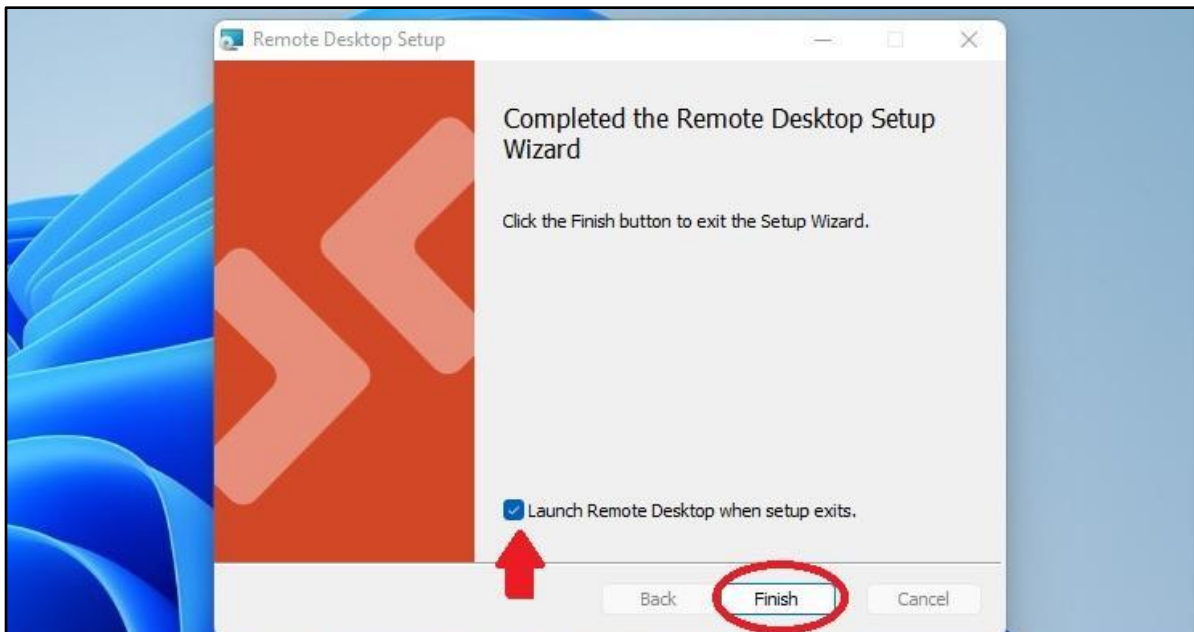 Remote Desktop Setup
Completed the Remote Desktop Setup
Wizard
Click the Finish button to exit the Setup Wizard.
Launch Remote Desktop when setup exits.
Back Finish Cancel